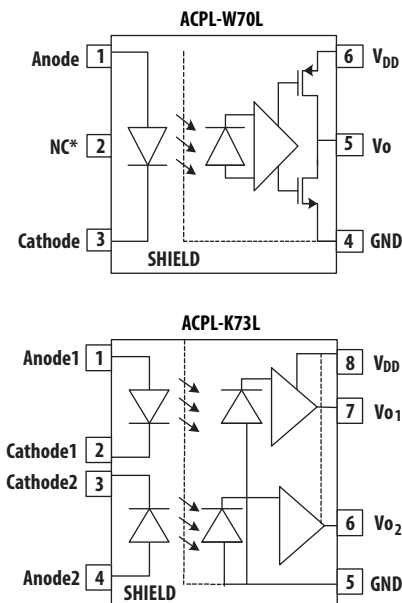 ACPL-W70L
Anode 1
6 VDD
NC* 2
5 Vo
Cathode 3
4 GND
SHIELD
ACPL-K73L
Anode1 1
8 VDD
7 Vo1
Cathode1 2
Cathode2 3
6 Vo2
Anode2 4
5 GND
SHIELD